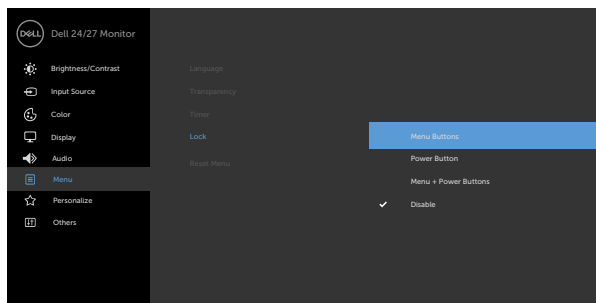 DELL
Dell 24/27 Monitor
Brightness/Contrast
Input Source
Color
Display
Audio
Menu
Personalize
Others
Language
Transparency
Timer
Lock
Reset Menu
Menu Buttons
Power Button
Menu + Power Buttons
Disable